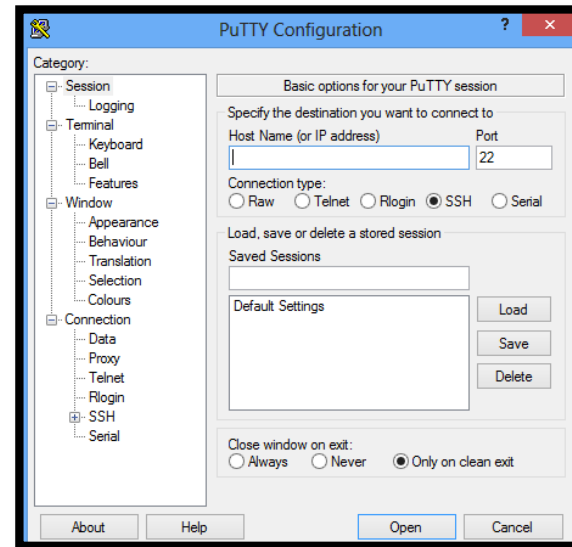 PuTTY Configuration ? ×
Category:
Session
Logging
Terminal
Keyboard
Bell
Features
Window
Appearance
Behaviour
Translation
Selection
Colours
Connection
Data
Proxy
Telnet
Rlogin
SSH
Serial
Basic options for your PuTTY session
Specify the destination you want to connect to
Host Name (or IP address) Port
22
Connection type:
Raw Telnet Rlogin SSH Serial
Load, save or delete a stored session
Saved Sessions
Default Settings
Load
Save
Delete
Close window on exit:
Always Never Only on clean exit
About Help Open Cancel